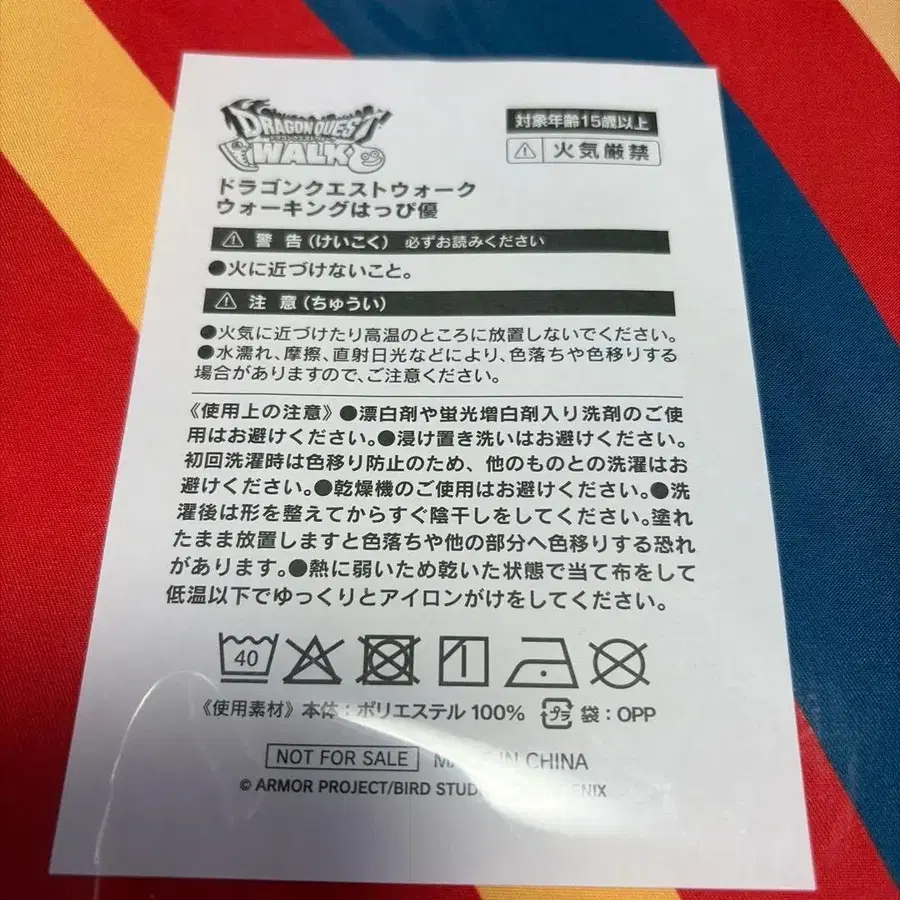 DRAGON QUEST
ドラゴンクエストウォーク
WALK
対象年齢15歳以上
火気厳禁
ドラゴンクエストウォーク
ウォーキングはっぴ優
警 告（けいこく） 必ずお読みください
●火に近づけないこと。
注 意（ちゅうい）
●火気に近づけたり高温のところに放置しないでください。
●水濡れ、摩擦、直射日光などにより、色落ちや色移りする
場合がありますので、ご注意ください。
《使用上の注意》●漂白剤や蛍光増白剤入り洗剤のご使
用はお避けください。●浸け置き洗いはお避けください。
初回洗濯時は色移り防止のため、他のものとの洗濯はお
避けください。●乾燥機のご使用はお避けください。●洗
濯後は形を整えてからすぐ陰干しをしてください。塗れ
たまま放置しますと色落ちや他の部分へ色移りする恐れ
があります。●熱に弱いため乾いた状態で当て布をして
低温以下でゆっくりとアイロンがけをしてください。
40
《使用素材》本体：ポリエステル 100% プラ 袋：OPP
NOT FOR SALE IN CHINA
© ARMOR PROJECT/BIRD